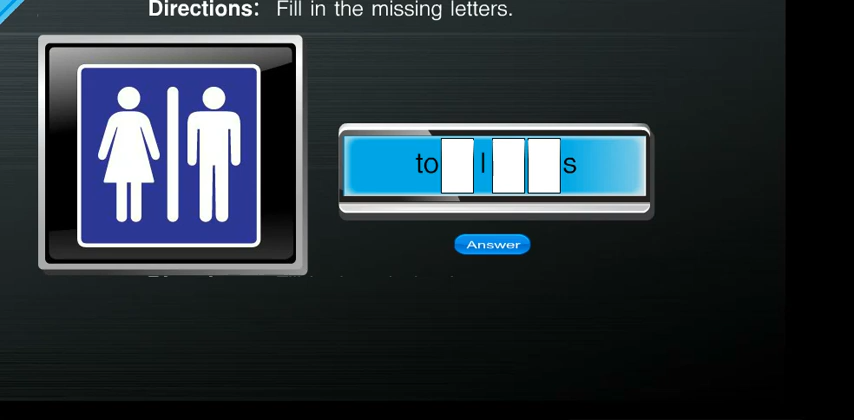 Directions: Fill in the missing letters.
to l s
Answer